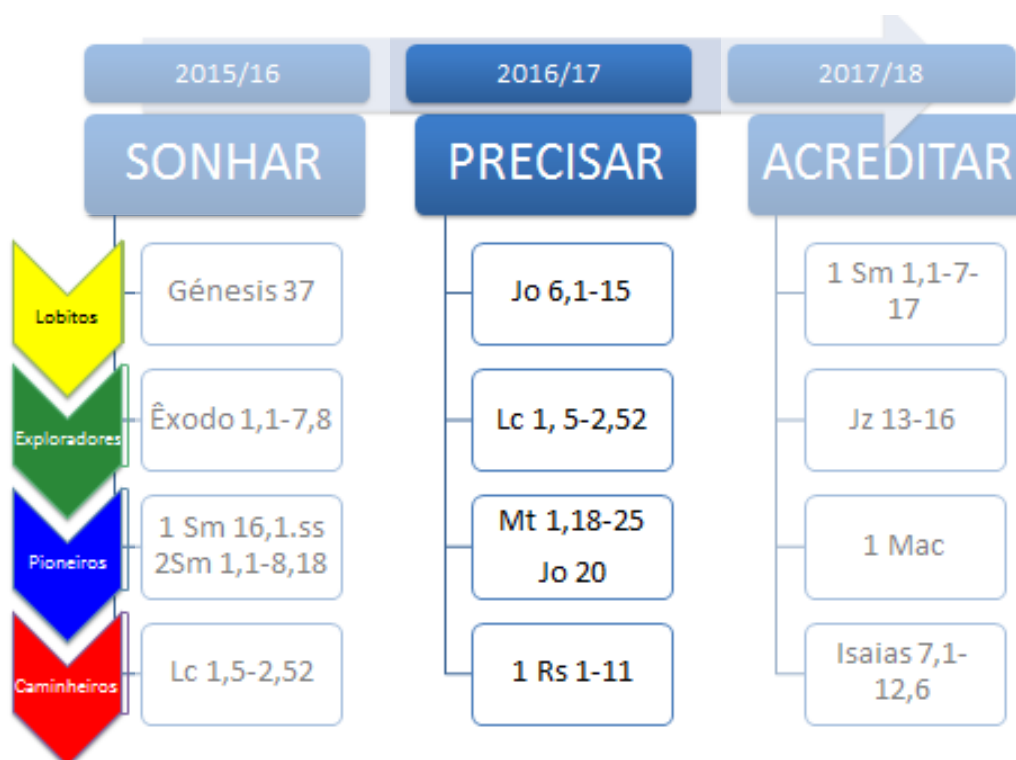 2015/16
2016/17
2017/18
SONHAR
PRECISAR
ACREDITAR
Lobitos
Génesis 37
Jo 6,1-15
1 Sm 1,1-7-
17
Exploradores
Êxodo 1,1-7,8
Lc 1, 5-2,52
Jz 13-16
Pioneiros
1 Sm 16,1.ss
2Sm 1,1-8,18
Mt 1,18-25
Jo 20
1 Mac
Caminheiros
Lc 1,5-2,52
1 Rs 1-11
Isaias 7,1-
12,6